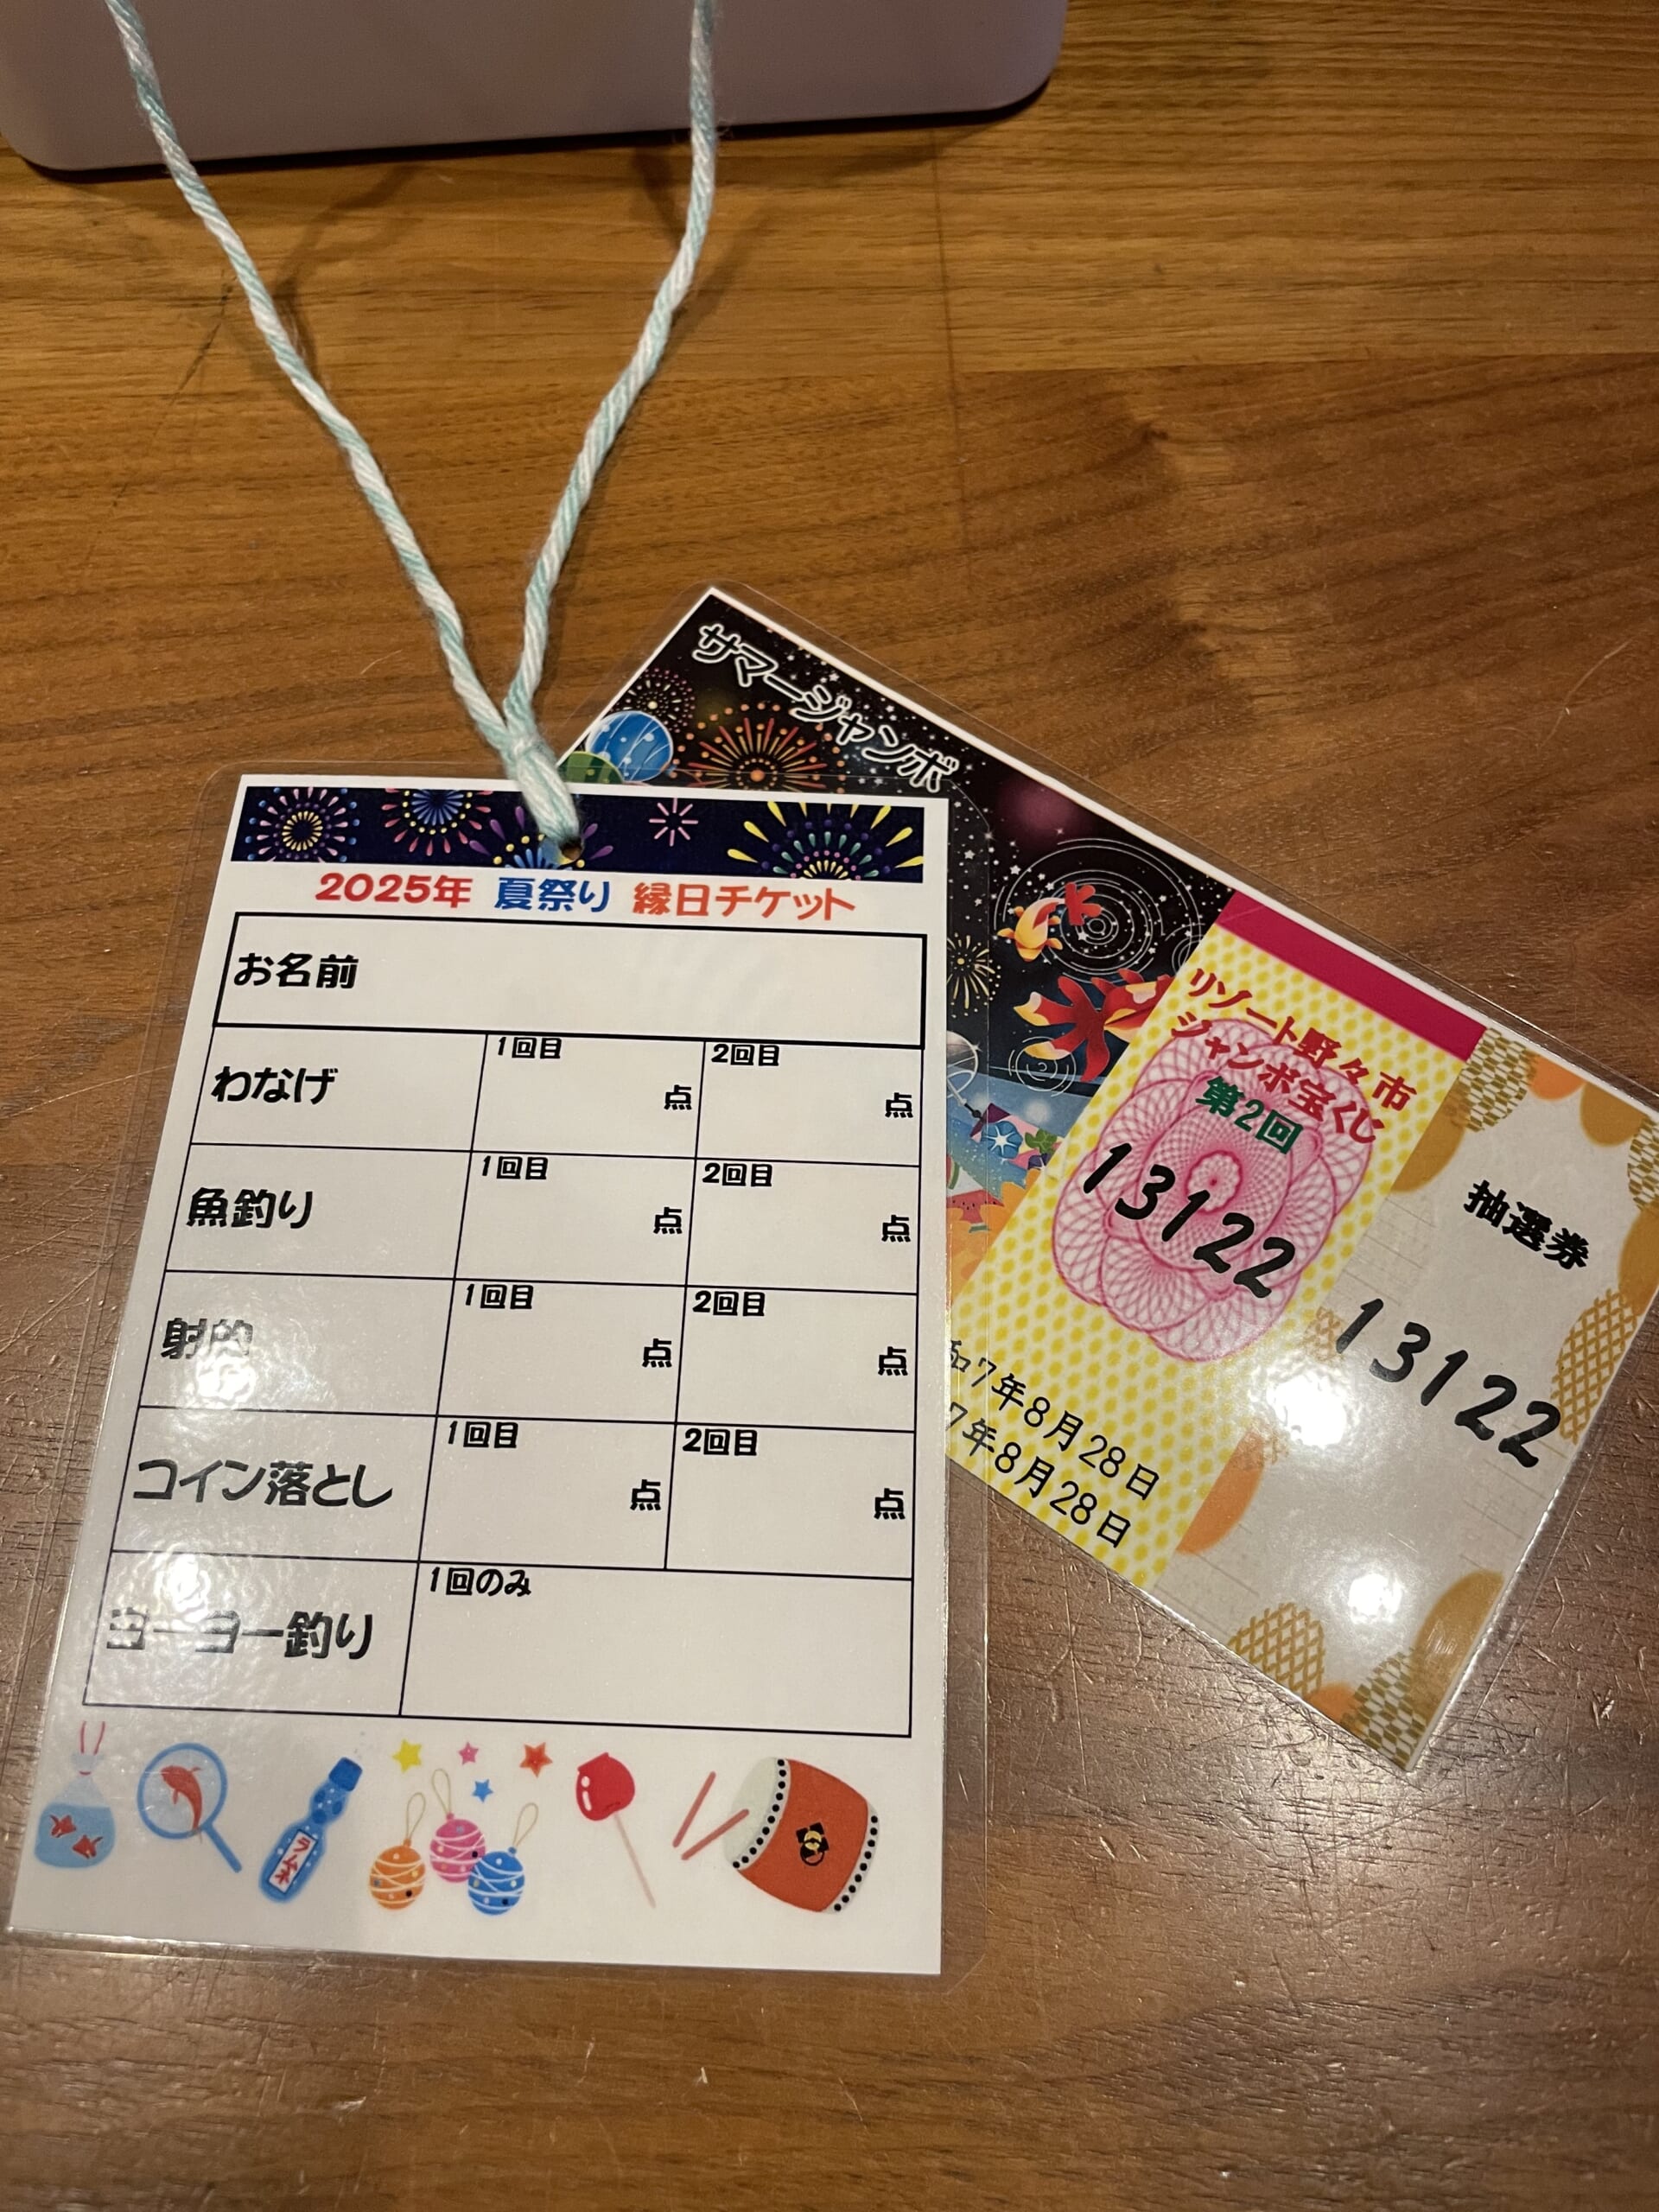 2025年 夏祭り 縁日チケット
お名前
わなげ 1回目 点 2回目 点
魚釣り 1回目 点 2回目 点
射的 1回目 点 2回目 点
コイン落とし 1回目 点 2回目 点
ヨーヨー釣り 1回のみ
ラムネ
サマージャンボ
リゾート野々市
ジャンボ宝くじ
第2回
13122
和7年8月28日
7年8月28日
抽選券
13122